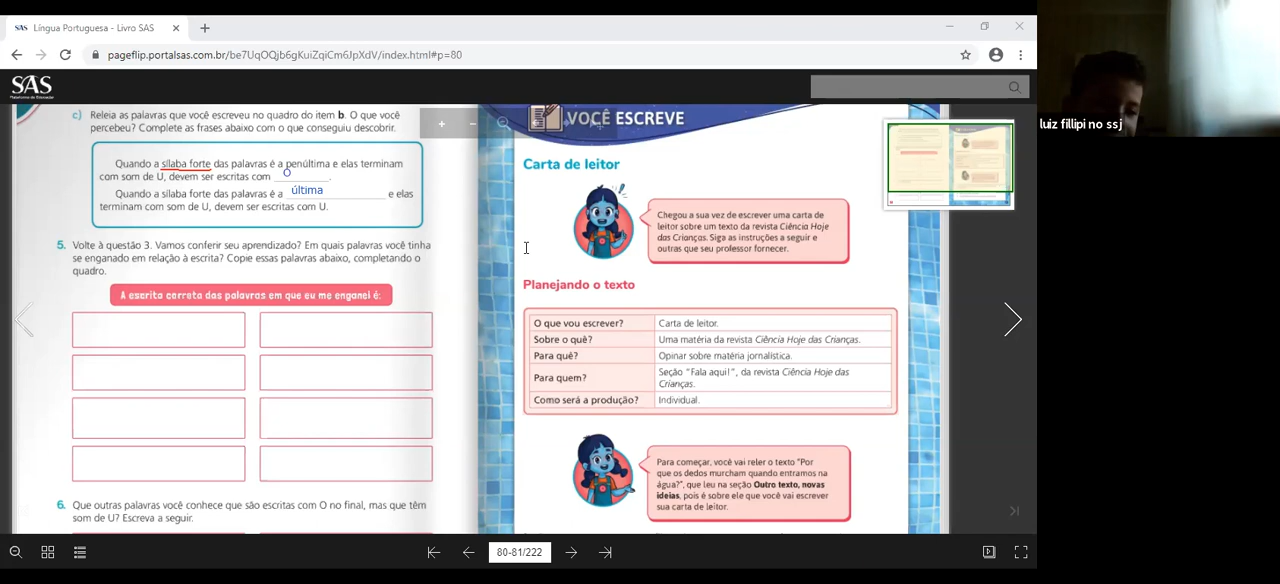 SAS Língua Portuguesa - Livro SAS
pageflip.portalsas.com.br/be7UqOQjb6gKuiZqiCm6JpXdV/index.html#p=80
SAS
luiz fillipi no ssj
c) Releia as palavras que você escreveu no quadro do item b. O que você
percebeu? Complete as frases abaixo com o que conseguiu descobrir.
Quando a sílaba forte das palavras é a penúltima e elas terminam
com som de U, devem ser escritas com O.
Quando a sílaba forte das palavras é a última e elas
terminam com som de U, devem ser escritas com U.
5. Volte à questão 3. Vamos conferir seu aprendizado? Em quais palavras você tinha
se enganado em relação à escrita? Copie essas palavras abaixo, completando o
quadro.
A escrita correta das palavras em que eu me enganei é:
6. Que outras palavras você conhece que são escritas com O no final, mas que têm
som de U? Escreva a seguir.
VOCÊ ESCREVE
Carta de leitor
Chegou a sua vez de escrever uma carta de
leitor sobre um texto da revista Ciência Hoje
das Crianças. Siga as instruções a seguir e
outras que seu professor fornecer.
Planejando o texto
O que vou escrever? Carta de leitor.
Sobre o quê? Uma matéria da revista Ciência Hoje das Crianças.
Para quê? Opinar sobre matéria jornalística.
Para quem? Seção “Fala aqui!”, da revista Ciência Hoje das
Crianças.
Como será a produção? Individual.
Para começar, você vai reler o texto “Por
que os dedos murcham quando entramos na
água?”, que leu na seção Outro texto, novas
ideias, pois é sobre ele que você vai escrever
sua carta de leitor.
80-81/222